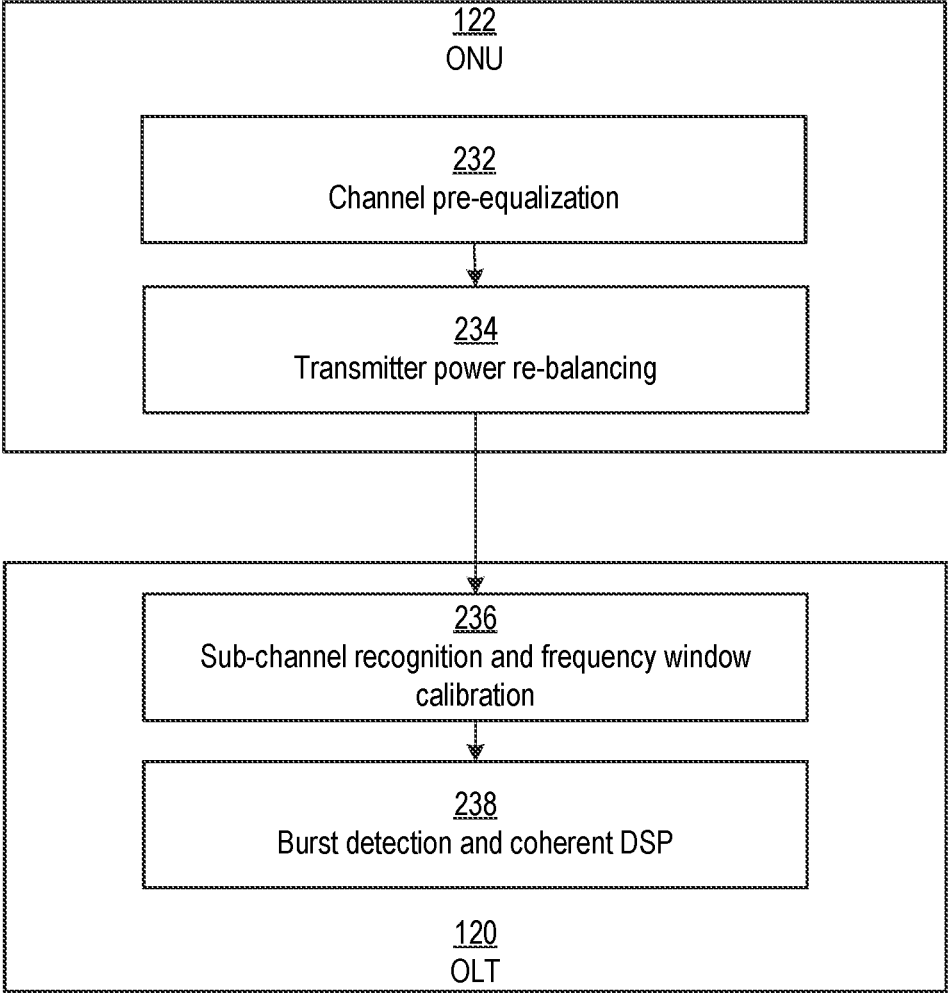 122
ONU
232
Channel pre-equalization
234
Transmitter power re-balancing
236
Sub-channel recognition and frequency window
calibration
238
Burst detection and coherent DSP
120
OLT